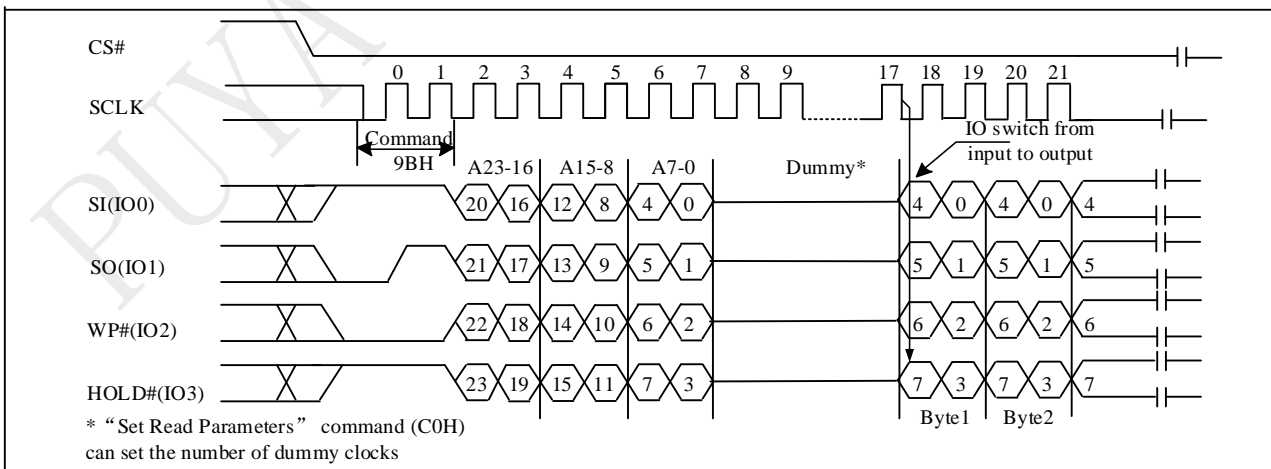 PUYA
CS#
0 1 2 3 4 5 6 7 8 9 17 18 19 20 21
SCLK
Command
9BH
IO switch from
input to output
A23-16 A15-8 A7-0 Dummy*
SI(IO0) 20 16 12 8 4 0 4 0 4 0 4
SO(IO1) 21 17 13 9 5 1 5 1 5 1 5
WP#(IO2) 22 18 14 10 6 2 6 2 6 2 6
HOLD#(IO3) 23 19 15 11 7 3 7 3 7 3 7
Byte1 Byte2
* “Set Read Parameters” command (C0H)
can set the number of dummy clocks